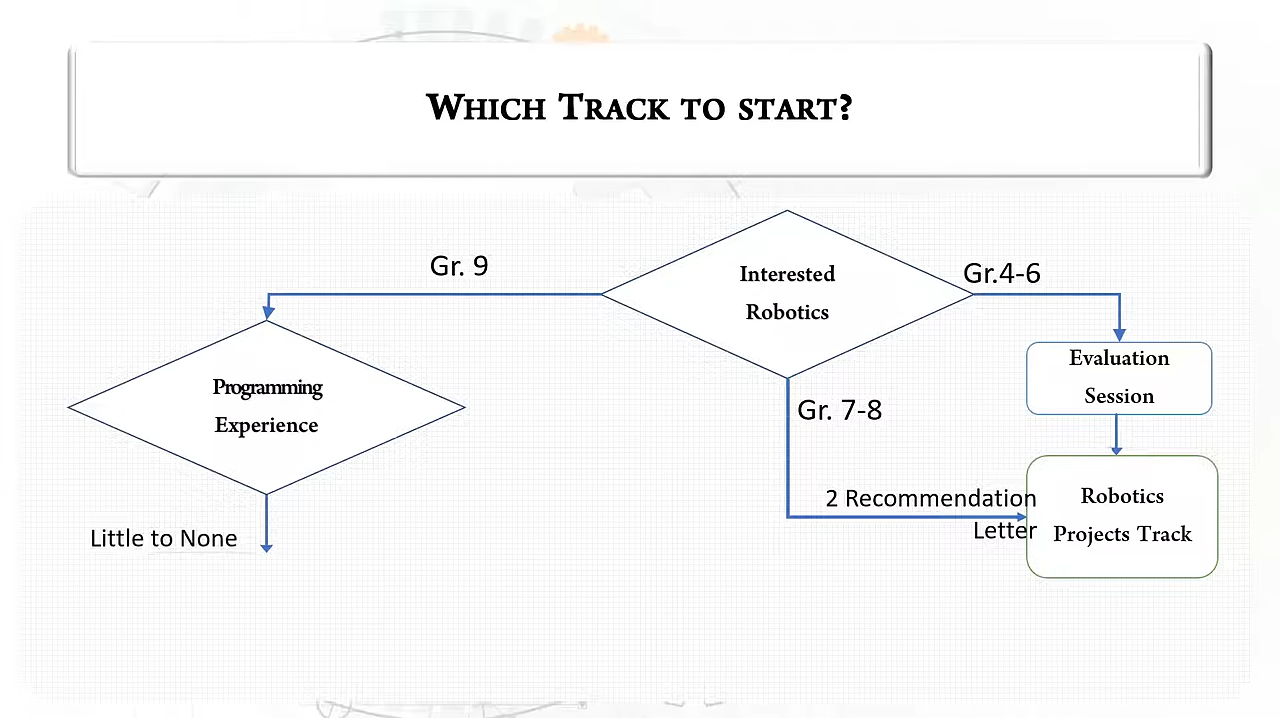 WHICH TRACK TO START?
Gr. 9
Interested
Robotics
Gr.4-6
Programming
Experience
Evaluation
Session
Gr. 7-8
2 Recommendation
Letter
Robotics
Projects Track
Little to None